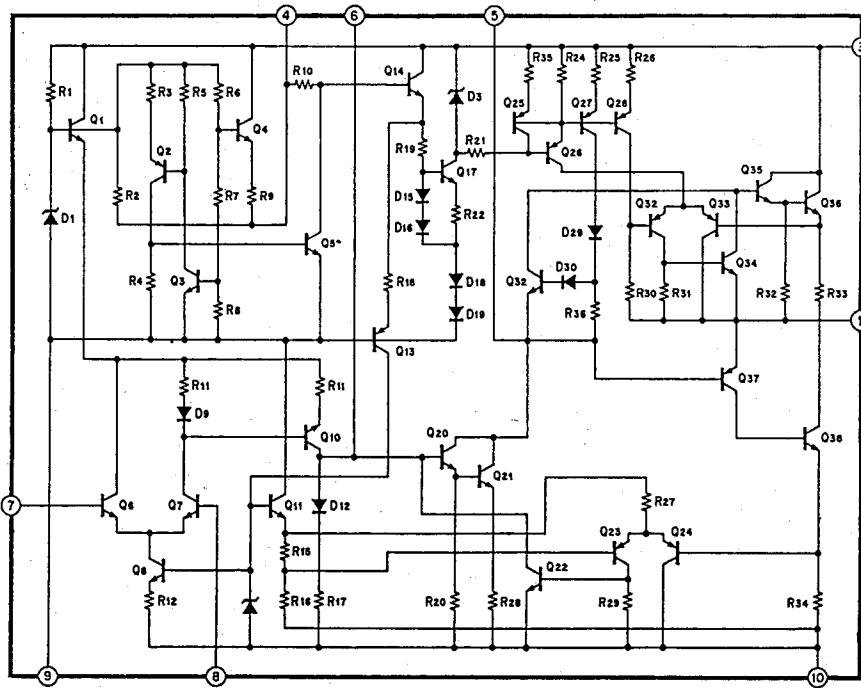 4 6 5
3
R1 Q1 R3 R5 R6 Q4 R10 Q14 D3 R35 R24 R25 R26
Q25 Q27 Q28
Q2 R19 R21 Q26
Q17 Q35
D1 R2 R7 R9 D15 R22 Q32 Q33 Q36
D16 D29
Q5 Q34
R4 Q3 R8 R18 D18 Q32 D30 R30 R31 R32 R33
D19 R36
1
Q13
R11 R11 Q37
D9
Q10 Q20 Q38
Q21
7 Q6 Q7 Q11 D12 R27
R15 Q23 Q24
Q8 Q22
R12 R16 R17 R20 R28 R29 R34
9 8 10